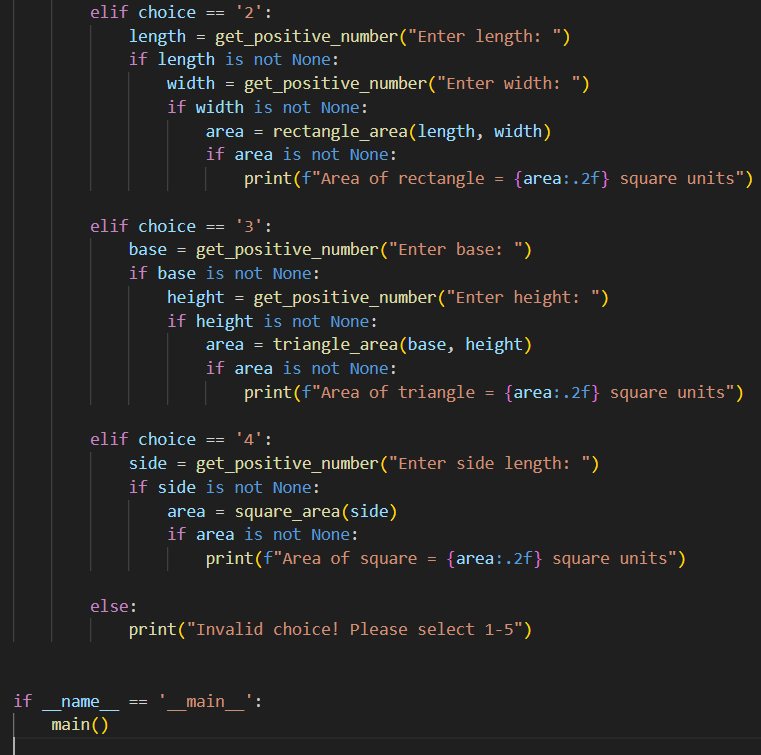 elif choice == '2':
length = get_positive_number("Enter length: ")
if length is not None:
width = get_positive_number("Enter width: ")
if width is not None:
area = rectangle_area(length, width)
if area is not None:
print(f"Area of rectangle = {area:.2f} square units")
elif choice == '3':
base = get_positive_number("Enter base: ")
if base is not None:
height = get_positive_number("Enter height: ")
if height is not None:
area = triangle_area(base, height)
if area is not None:
print(f"Area of triangle = {area:.2f} square units")
elif choice == '4':
side = get_positive_number("Enter side length: ")
if side is not None:
area = square_area(side)
if area is not None:
print(f"Area of square = {area:.2f} square units")
else:
print("Invalid choice! Please select 1-5")
if __name__ == '__main__':
main()